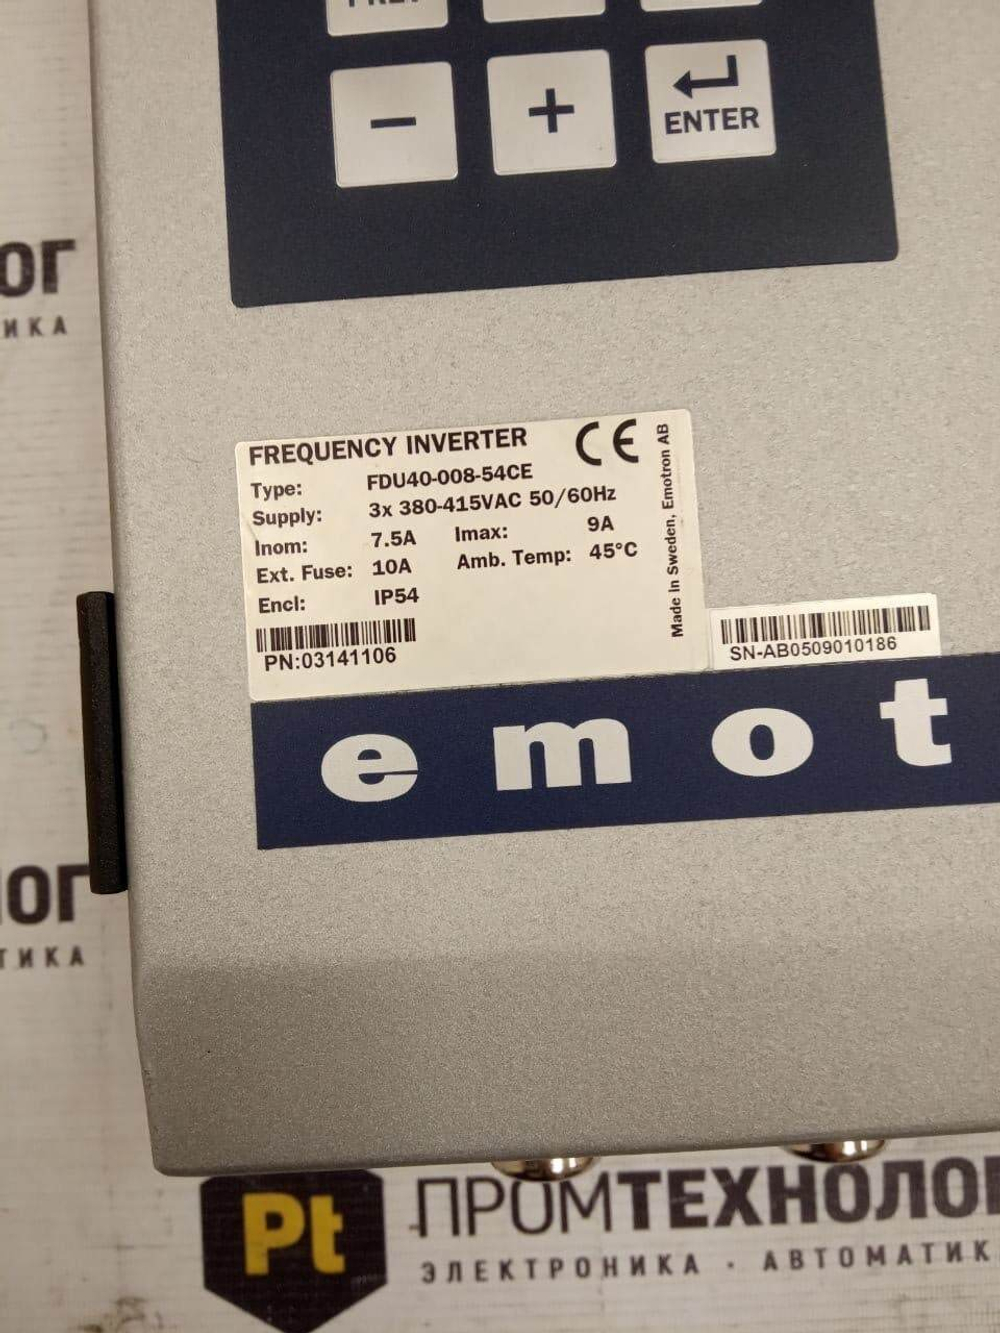 −
+
ENTER
ОГ
ИКА
FREQUENCY INVERTER CE
Type: FDU40-008-54CE
Supply: 3x 380-415VAC 50/60Hz
Inom: 7.5A Imax: 9A
Ext. Fuse: 10A Amb. Temp: 45°C
Encl: IP54
PN:03141106
Made in Sweden, Emotron AB
SN-AB0509010186
emot
ЛОГ
ТИКА
Pt
ПРОМТЕХНОЛОГ
ЭЛЕКТРОНИКА · АВТОМАТИК